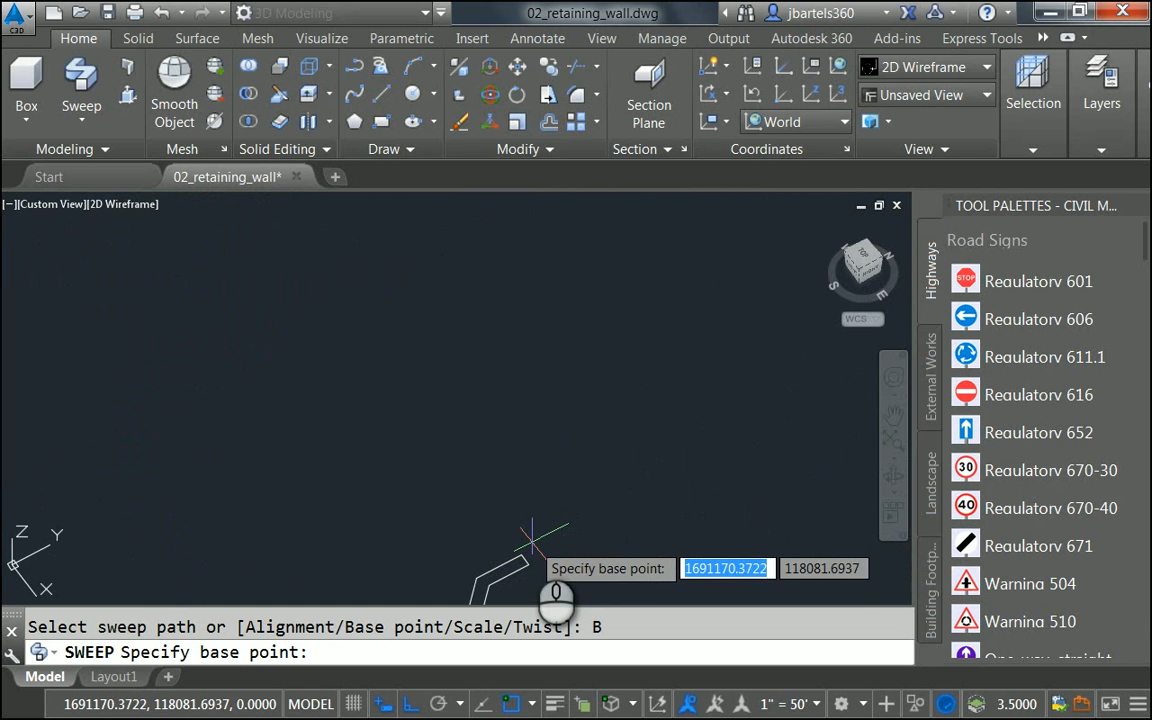 3D Modeling
02_retaining_wall.dwg
jbartels360
C3D
Home
Solid
Surface
Mesh
Visualize
Parametric
Insert
Annotate
View
Manage
Output
Autodesk 360
Add-ins
Express Tools
Box
Sweep
Smooth
Object
Section
Plane
2D Wireframe
Unsaved View
World
Selection
Layers
Modeling
Mesh
Solid Editing
Draw
Modify
Section
Coordinates
View
Start
02_retaining_wall*
[−][Custom View][2D Wireframe]
TOP
RIGHT
N
S
E
WCS
Z
Y
X
Specify base point:
1691170.3722
118081.6937
Select sweep path or [Alignment/Base point/Scale/Twist]: B
SWEEP Specify base point:
Model
Layout1
1691170.3722, 118081.6937, 0.0000
MODEL
1" = 50'
3.5000
TOOL PALETTES - CIVIL M...
Highways
External Works
Landscape
Building Footp...
Road Signs
STOP
Regulatory 601
Regulatory 606
Regulatory 611.1
Regulatory 616
Regulatory 652
30
Regulatory 670-30
40
Regulatory 670-40
Regulatory 671
Warning 504
Warning 510